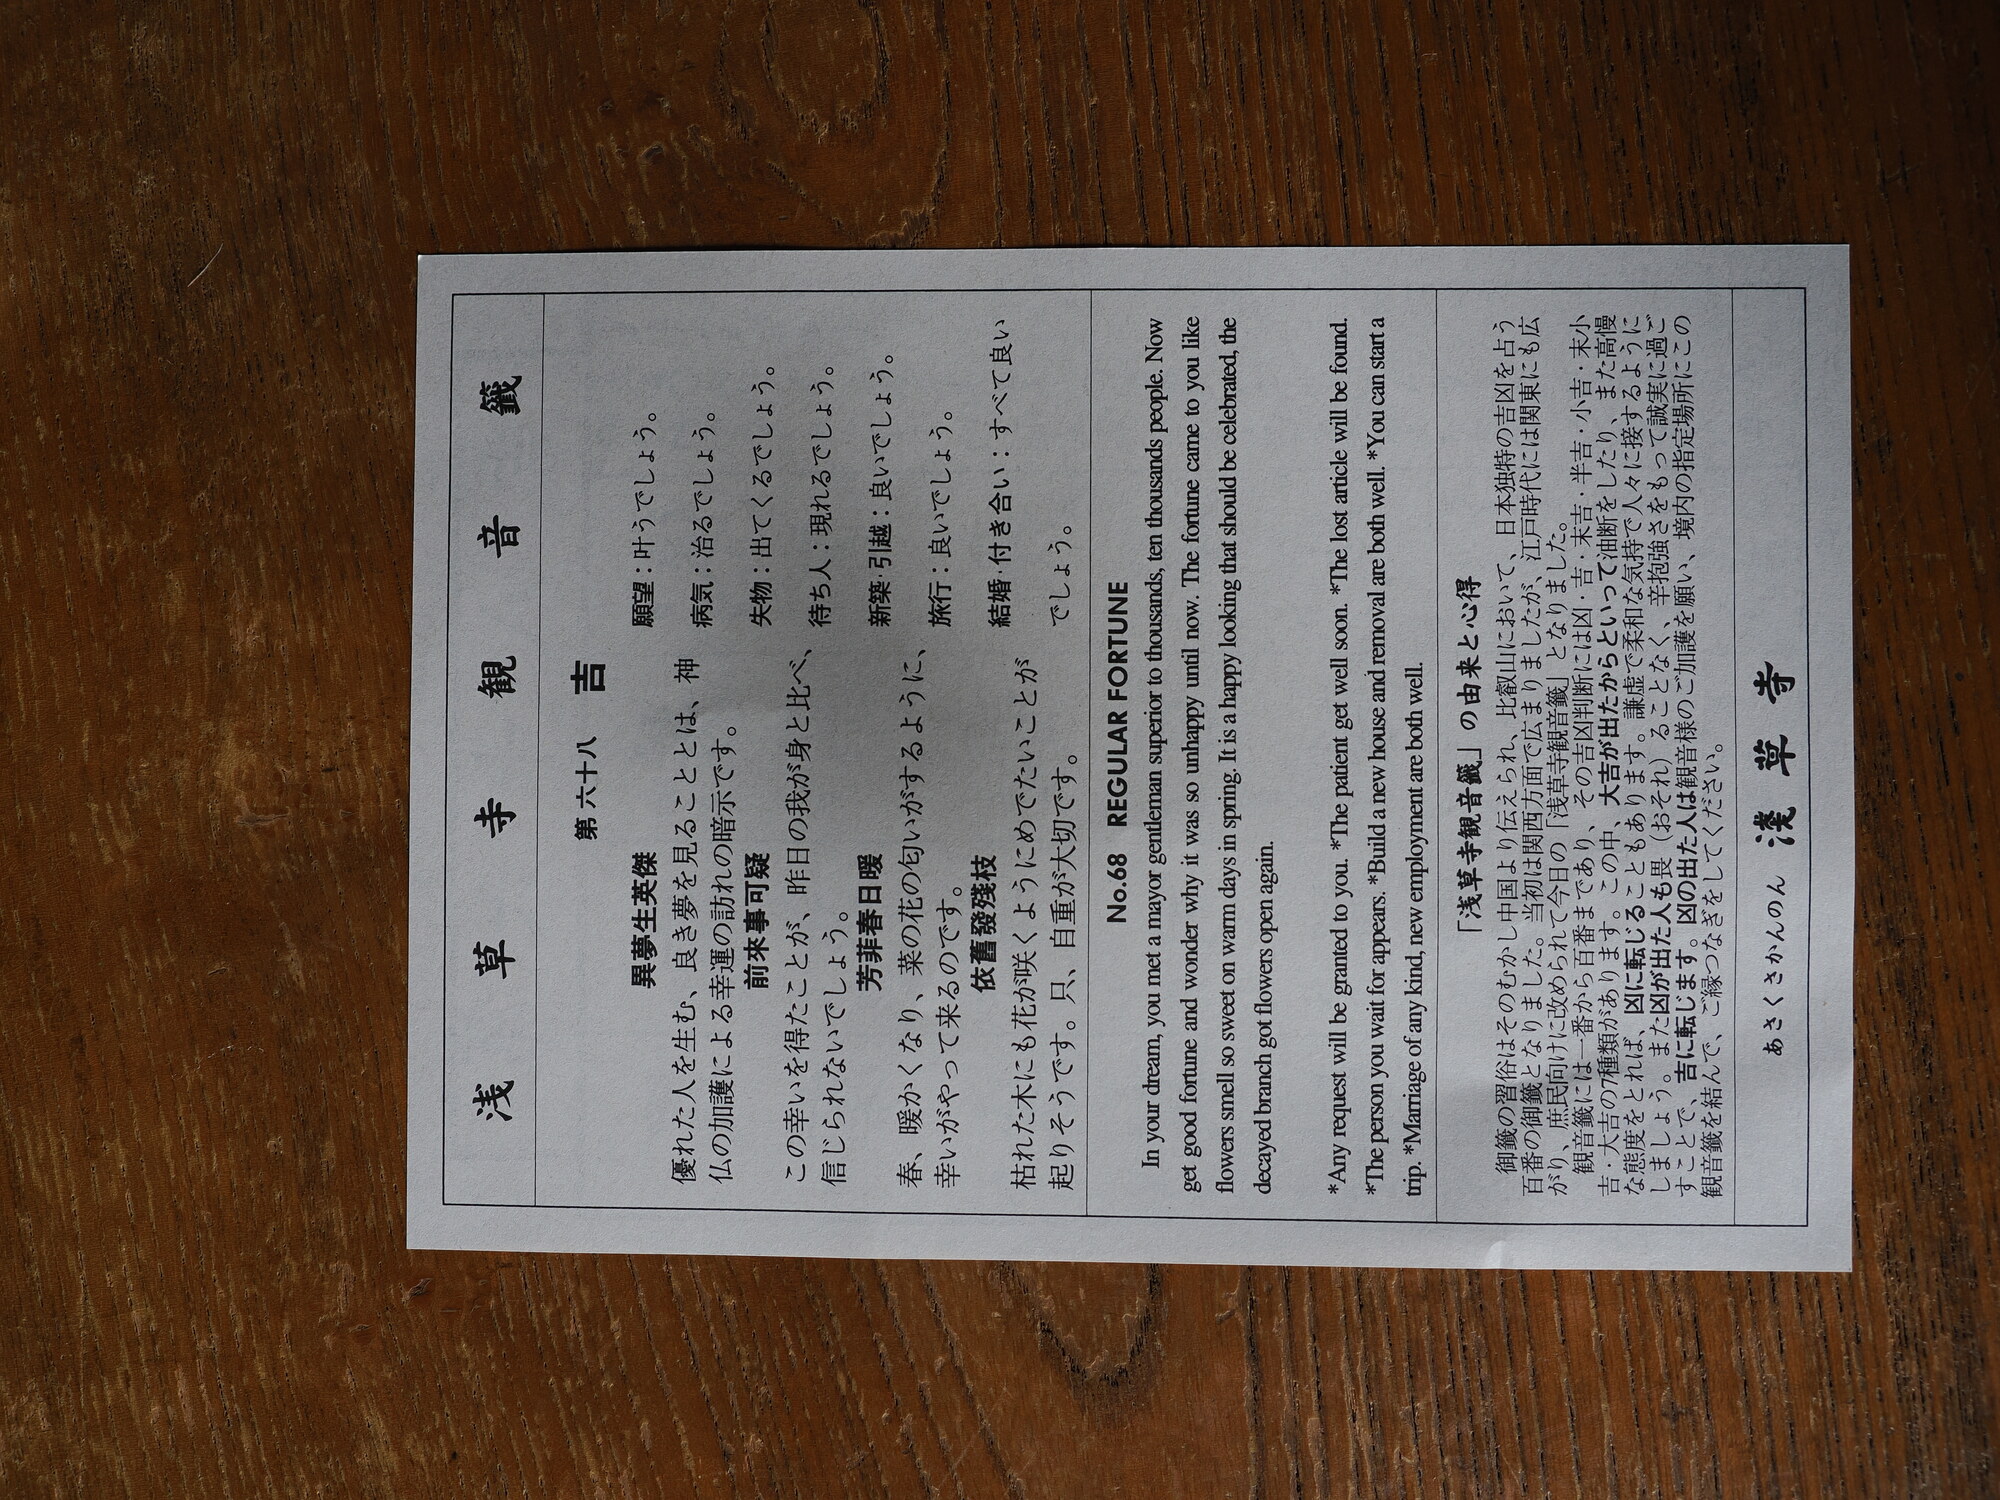 浅草寺観音籤
第六十八 吉
異夢生英傑
優れた人を生む、良き夢を見ることとは、神
仏の加護による幸運の訪れの暗示です。
前來事可疑
この幸いを得たことが、昨日の我が身と比べ、
信じられないでしょう。
芳菲春日暖
春、暖かくなり、菜の花の匂いがするように、
幸いがやって来るのです。
依舊發殘枝
枯れた木にも花が咲くようにめでたいことが
起りそうです。只、自重が大切です。
願望：叶うでしょう。
病気：治るでしょう。
失物：出てくるでしょう。
待ち人：現れるでしょう。
新築・引越：良いでしょう。
旅行：良いでしょう。
結婚・付き合い：すべて良い
でしょう。
No.68 REGULAR FORTUNE
In your dream, you met a mayor gentleman superior to thousands, ten thousands people. Now
get good fortune and wonder why it was so unhappy until now. The fortune came to you like
flowers smell so sweet on warm days in spring. It is a happy looking that should be celebrated, the
decayed branch got flowers open again.
*Any request will be granted to you. *The patient get well soon. *The lost article will be found.
*The person you wait for appears. *Build a new house and removal are both well. *You can start a
trip. *Marriage of any kind, new employment are both well.
「浅草寺観音籤」の由来と心得
御籤の習俗はそのむかし中国より伝えられ、比叡山において、日本独特の吉凶を占う
百番の御籤となりました。当初は関西方面で広まりましたが、江戸時代には関東にも広
がり、庶民向けに改められて今日の「浅草寺観音籤」となりました。
観音籤には一番から百番まであり、その吉凶判断には凶・吉・末吉・半吉・小吉・末小
吉・大吉の7種類があります。この中、大吉が出たからといって油断をしたり、また高慢
な態度をとれば、凶に転じることもあります。謙虚で柔和な気持で人々に接するように
しましょう。また凶が出た人も畏（おそれ）ることなく、辛抱強さをもって誠実に過ご
すことで、吉に転じます。凶の出た人は観音様のご加護を願い、境内の指定場所にこの
観音籤を結んで、ご縁つなぎをしてください。
あさくさかんのん 淺草寺